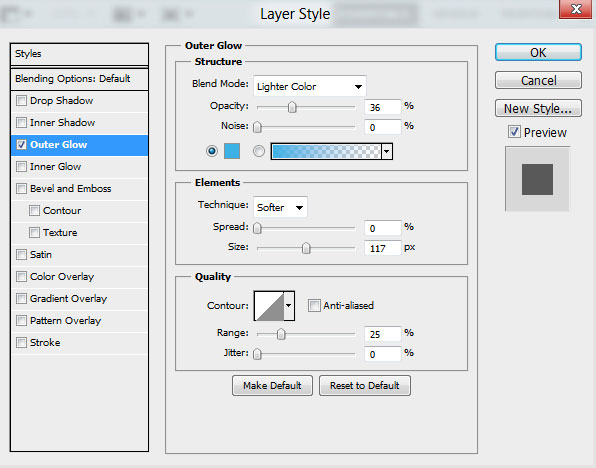 Layer Style
x
Styles
Blending Options: Default
Drop Shadow
Inner Shadow
Outer Glow
Inner Glow
Bevel and Emboss
Contour
Texture
Satin
Color Overlay
Gradient Overlay
Pattern Overlay
Stroke
Outer Glow
Structure
Blend Mode: Lighter Color
Opacity: 36 %
Noise: 0 %
Elements
Technique: Softer
Spread: 0 %
Size: 117 px
Quality
Contour: Anti-aliased
Range: 25 %
Jitter: 0 %
Make Default Reset to Default
OK
Cancel
New Style...
Preview